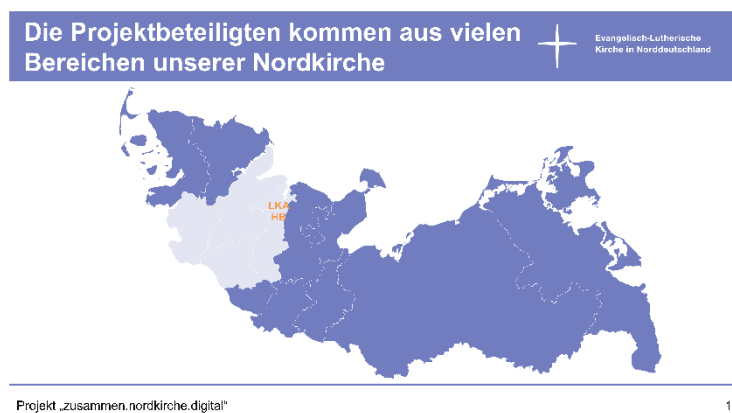 Die Projektbeteiligten kommen aus vielen
Bereichen unserer Nordkirche
Evangelisch-Lutherische
Kirche in Norddeutschland
LKA
HB
Projekt „zusammen.nordkirche.digital“
1